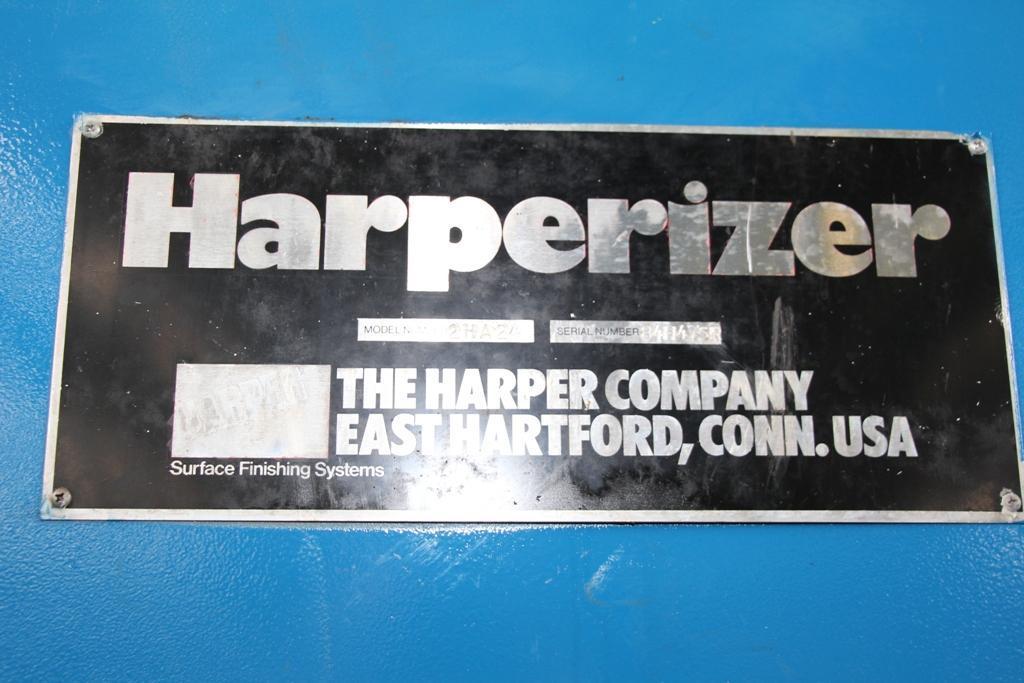 Harperizer
MODEL SERIAL NUMBER
THE HARPER COMPANY
EAST HARTFORD, CONN. USA
Surface Finishing Systems